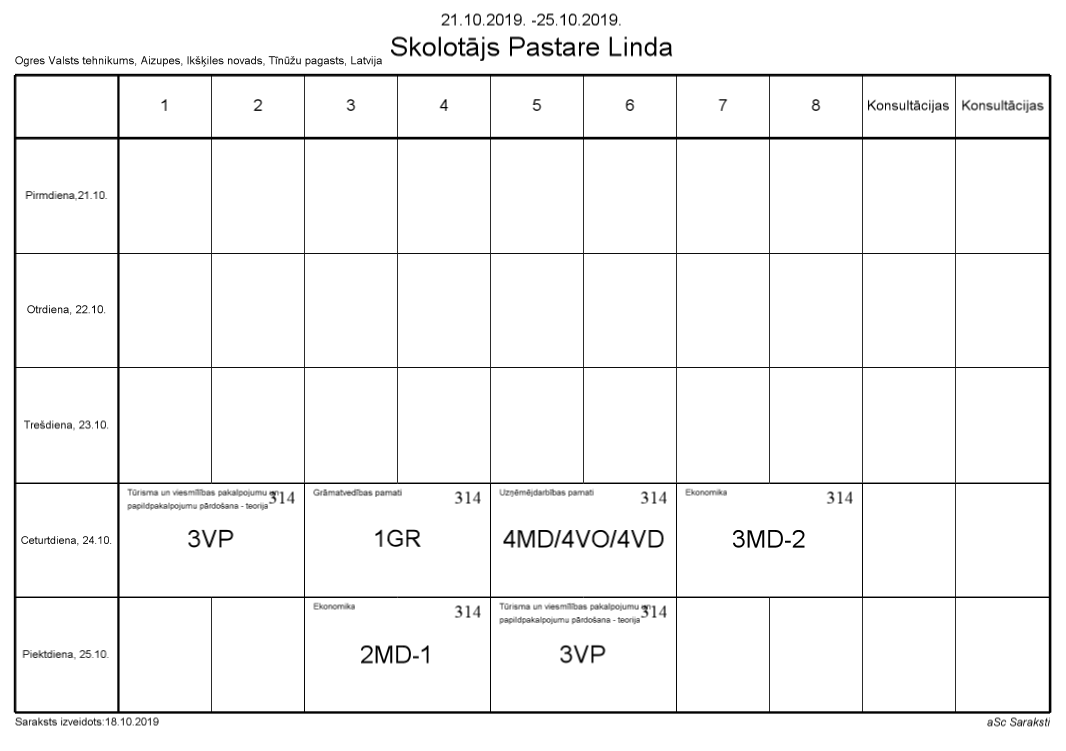 21.10.2019. -25.10.2019.
Skolotājs Pastare Linda
Ogres Valsts tehnikums, Aizupes, Ikšķiles novads, Tīnūžu pagasts, Latvija
1 2 3 4 5 6 7 8 Konsultācijas Konsultācijas
Pirmdiena,21.10.
Otrdiena, 22.10.
Trešdiena, 23.10.
Ceturtdiena, 24.10.
Tūrisma un viesmīlības pakalpojumu en
papildpakalpojumu pārdošana - teorija
314
3VP
Grāmatvedības pamati
314
1GR
Uzņēmējdarbības pamati
314
4MD/4VO/4VD
Ekonomika
314
3MD-2
Piektdiena, 25.10.
Ekonomika
314
2MD-1
Tūrisma un viesmīlības pakalpojumu en
papildpakalpojumu pārdošana - teorija
314
3VP
Saraksts izveidots:18.10.2019
aSc Saraksti